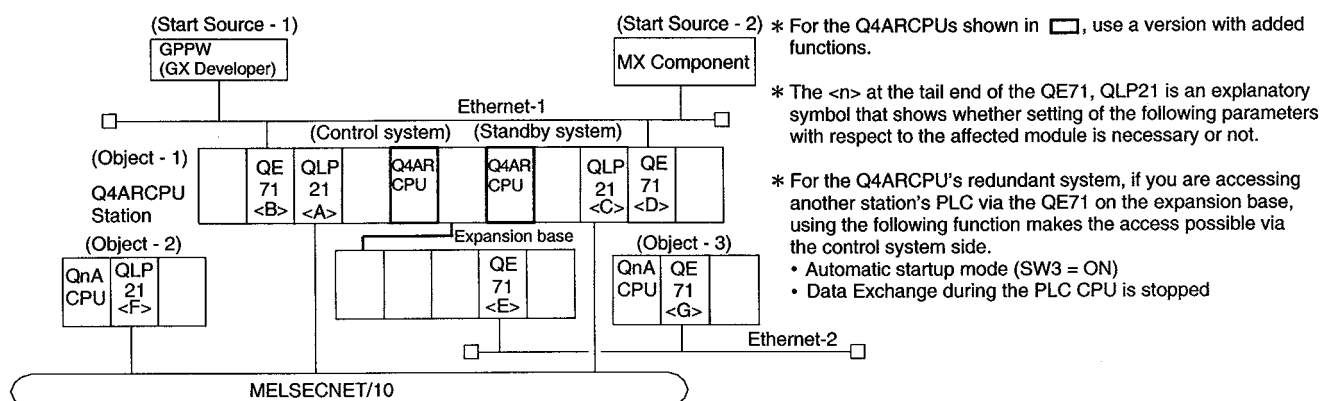 (Start Source - 1)
GPPW
(GX Developer)
(Start Source - 2)
MX Component
Ethernet-1
(Control system)
(Standby system)
(Object - 1)
Q4ARCPU
Station
QE
71
<B>
QLP
21
<A>
Q4AR
CPU
Q4AR
CPU
QLP
21
<C>
QE
71
<D>
(Object - 2)
QnA
CPU
QLP
21
<F>
Expansion base
QE
71
<E>
(Object - 3)
QnA
CPU
QE
71
<G>
Ethernet-2
MELSECNET/10
* For the Q4ARCPUs shown in , use a version with added
functions.
* The <n> at the tail end of the QE71, QLP21 is an explanatory
symbol that shows whether setting of the following parameters
with respect to the affected module is necessary or not.
* For the Q4ARCPU's redundant system, if you are accessing
another station's PLC via the QE71 on the expansion base,
using the following function makes the access possible via
the control system side.
• Automatic startup mode (SW3 = ON)
• Data Exchange during the PLC CPU is stopped